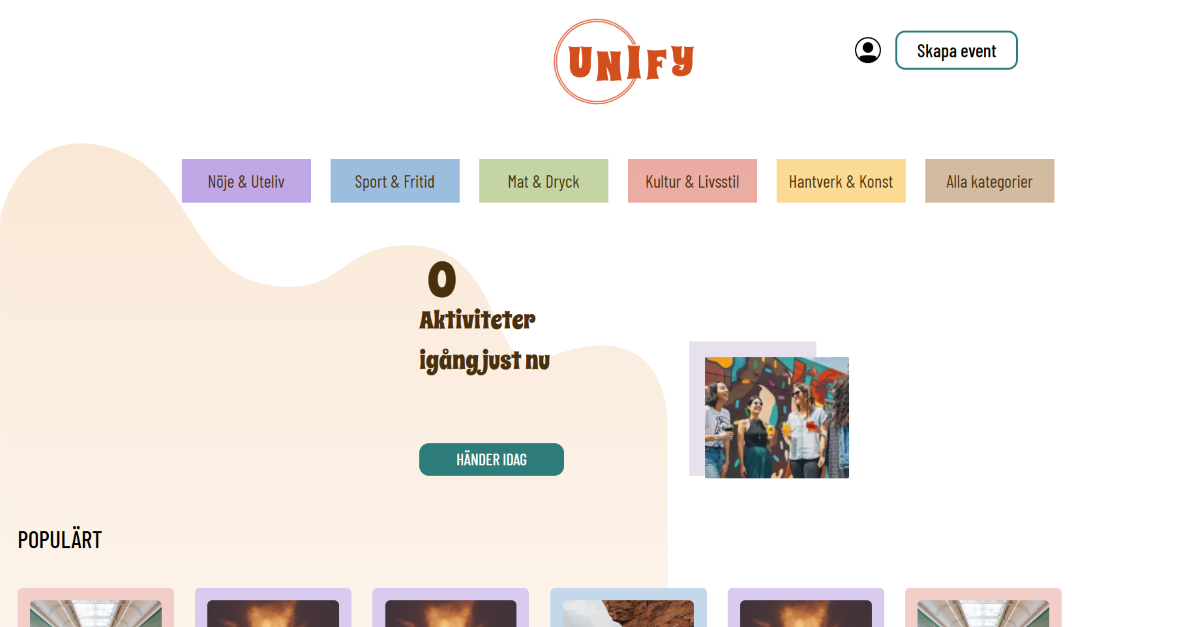 UNIFY
Skapa event
Nöje & Uteliv
Sport & Fritid
Mat & Dryck
Kultur & Livsstil
Hantverk & Konst
Alla kategorier
0
Aktiviteter
igång just nu
HÄNDER IDAG
POPULÄRT